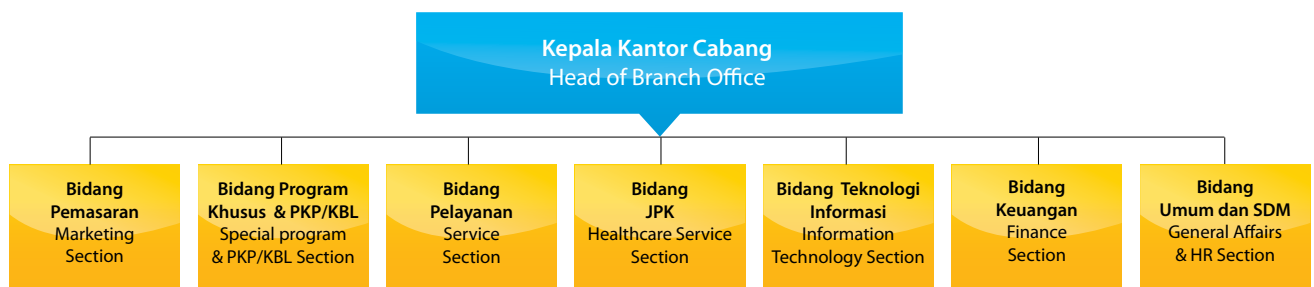 Kepala Kantor Cabang
Head of Branch Office
Bidang
Pemasaran
Marketing
Section
Bidang Program
Khusus & PKP/KBL
Special program
& PKP/KBL Section
Bidang
Pelayanan
Service
Section
Bidang
JPK
Healthcare Service
Section
Bidang Teknologi
Informasi
Information
Technology Section
Bidang
Keuangan
Finance
Section
Bidang
Umum dan SDM
General Affairs
& HR Section